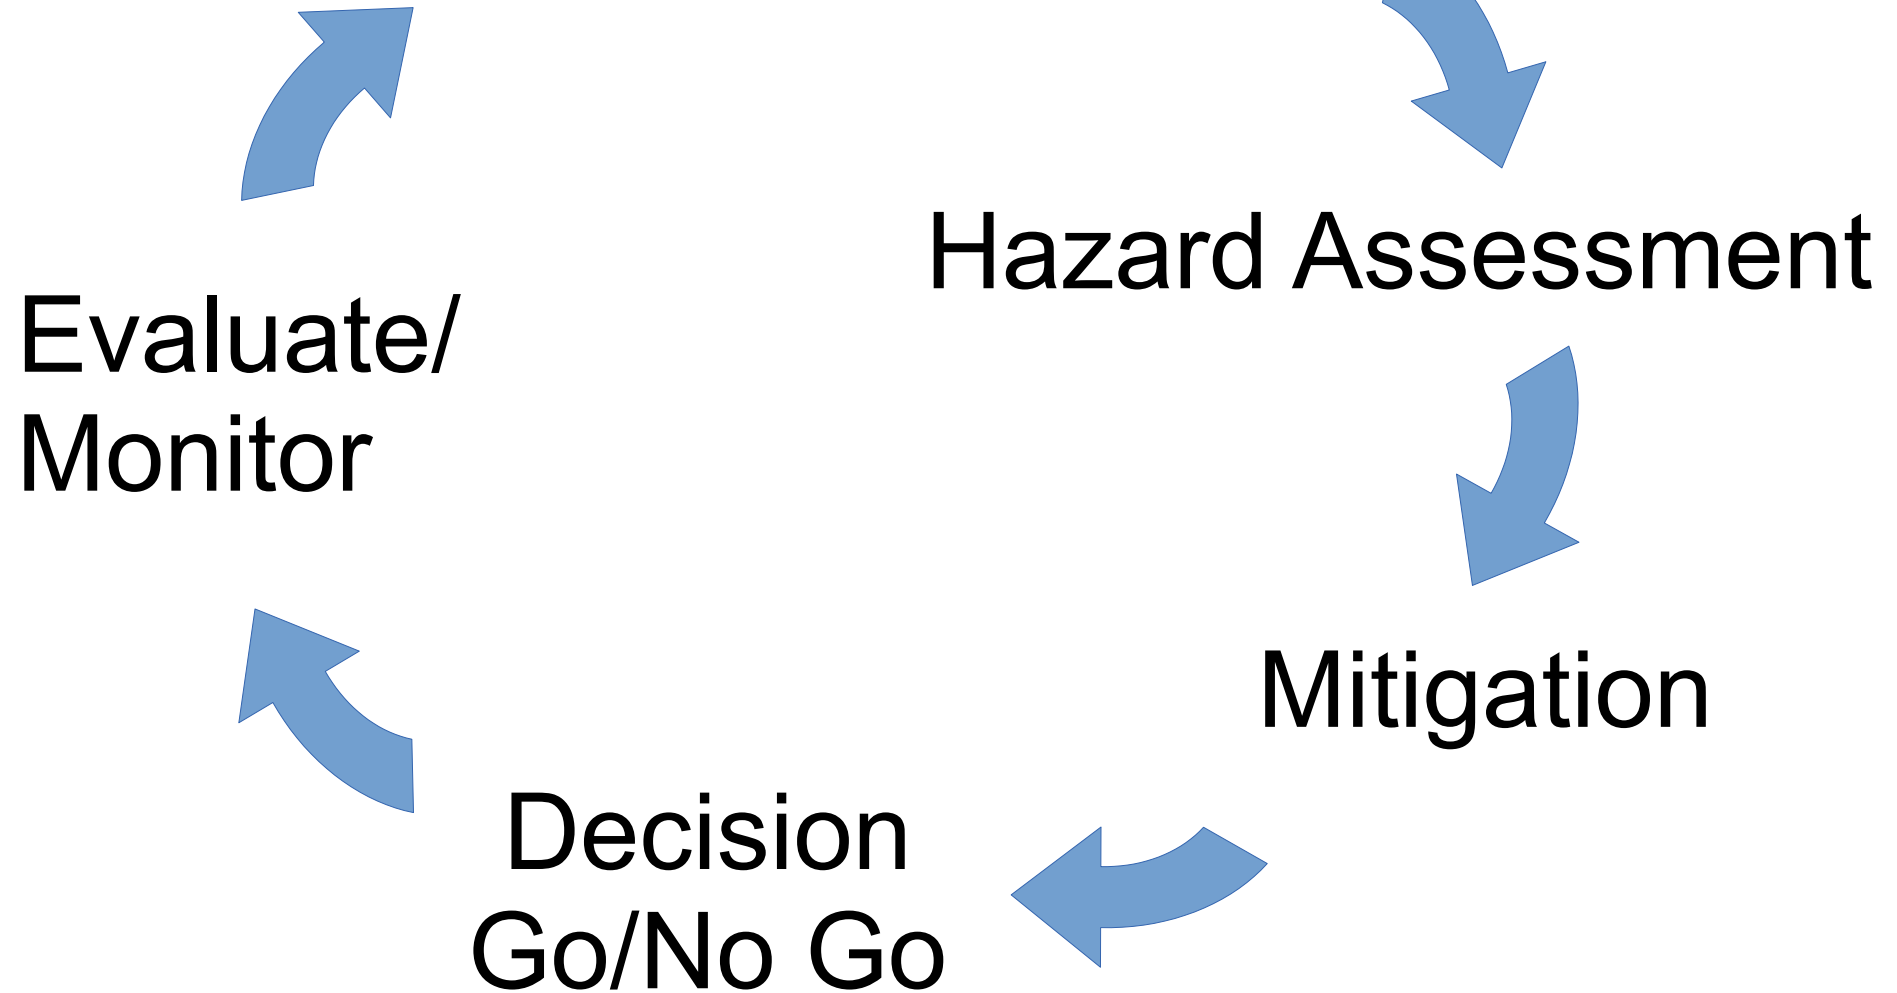 Hazard Assessment
Evaluate/
Monitor
Mitigation
Decision
Go/No Go